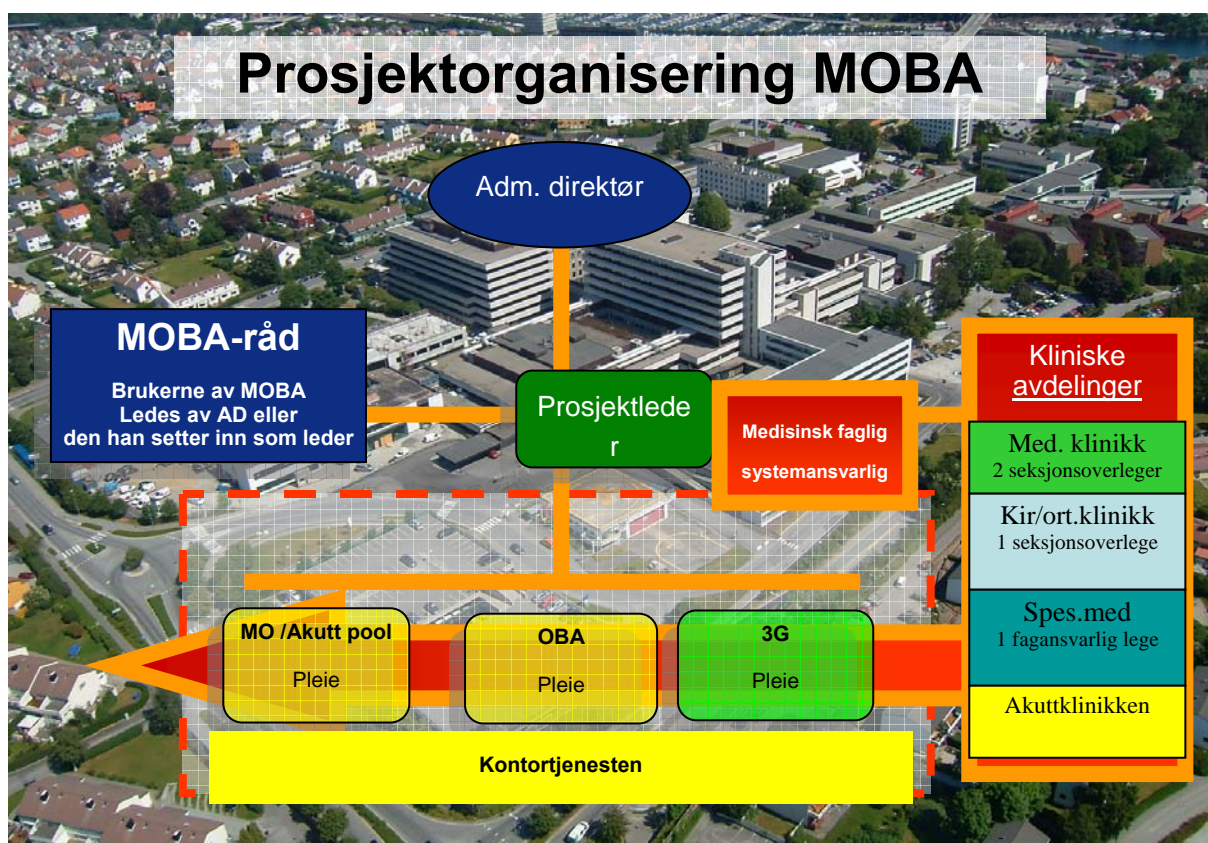 Prosjektorganisering MOBA
Adm. direktør
MOBA-råd
Brukerne av MOBA
Ledes av AD eller
den han setter inn som leder
Prosjektlede
r
Medisinsk faglig
systemansvarlig
Kliniske
avdelinger
Med. klinikk
2 seksjonsoverleger
Kir/ort.klinikk
1 seksjonsoverlege
Spes.med
1 fagansvarlig lege
Akuttklinikken
MO /Akutt pool
Pleie
OBA
Pleie
3G
Pleie
Kontortjenesten